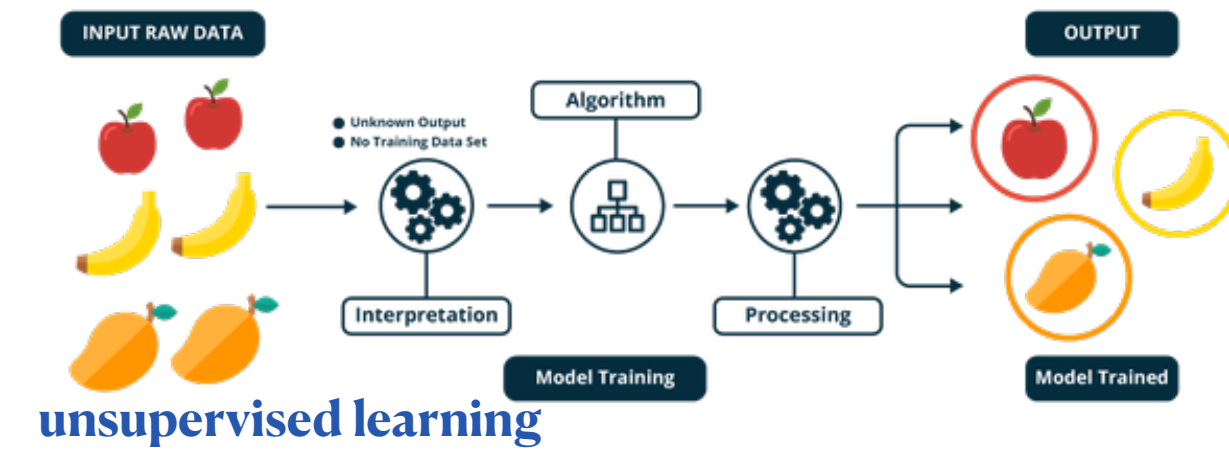 INPUT RAW DATA
OUTPUT
Algorithm
● Unknown Output
● No Training Data Set
Interpretation
Processing
Model Training
Model Trained
unsupervised learning